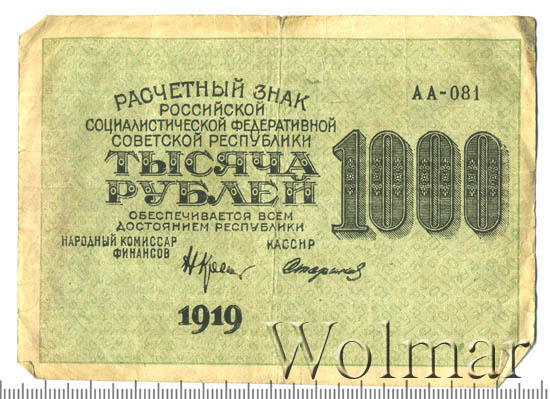 РАСЧЕТНЫЙ ЗНАК
РОССИЙСКОЙ
СОЦИАЛИСТИЧЕСКОЙ ФЕДЕРАТИВНОЙ
СОВЕТСКОЙ РЕСПУБЛИКИ
ТЫСЯЧА
РУБЛЕЙ
ОБЕСПЕЧИВАЕТСЯ ВСЕМ
ДОСТОЯНИЕМ РЕСПУБЛИКИ
НАРОДНЫЙ КОМИССАР
ФИНАНСОВ
КАССИР
Стариков
1919
АА-081
1000
Wolmar